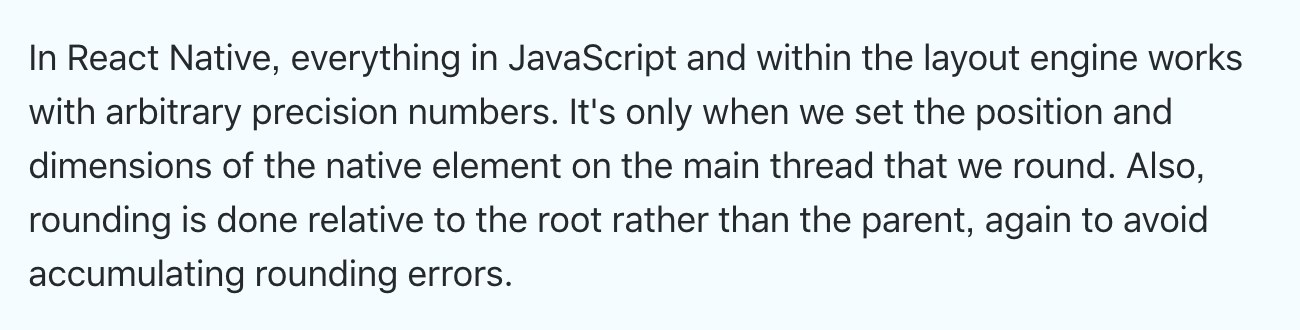 In React Native, everything in JavaScript and within the layout engine works
with arbitrary precision numbers. It's only when we set the position and
dimensions of the native element on the main thread that we round. Also,
rounding is done relative to the root rather than the parent, again to avoid
accumulating rounding errors.